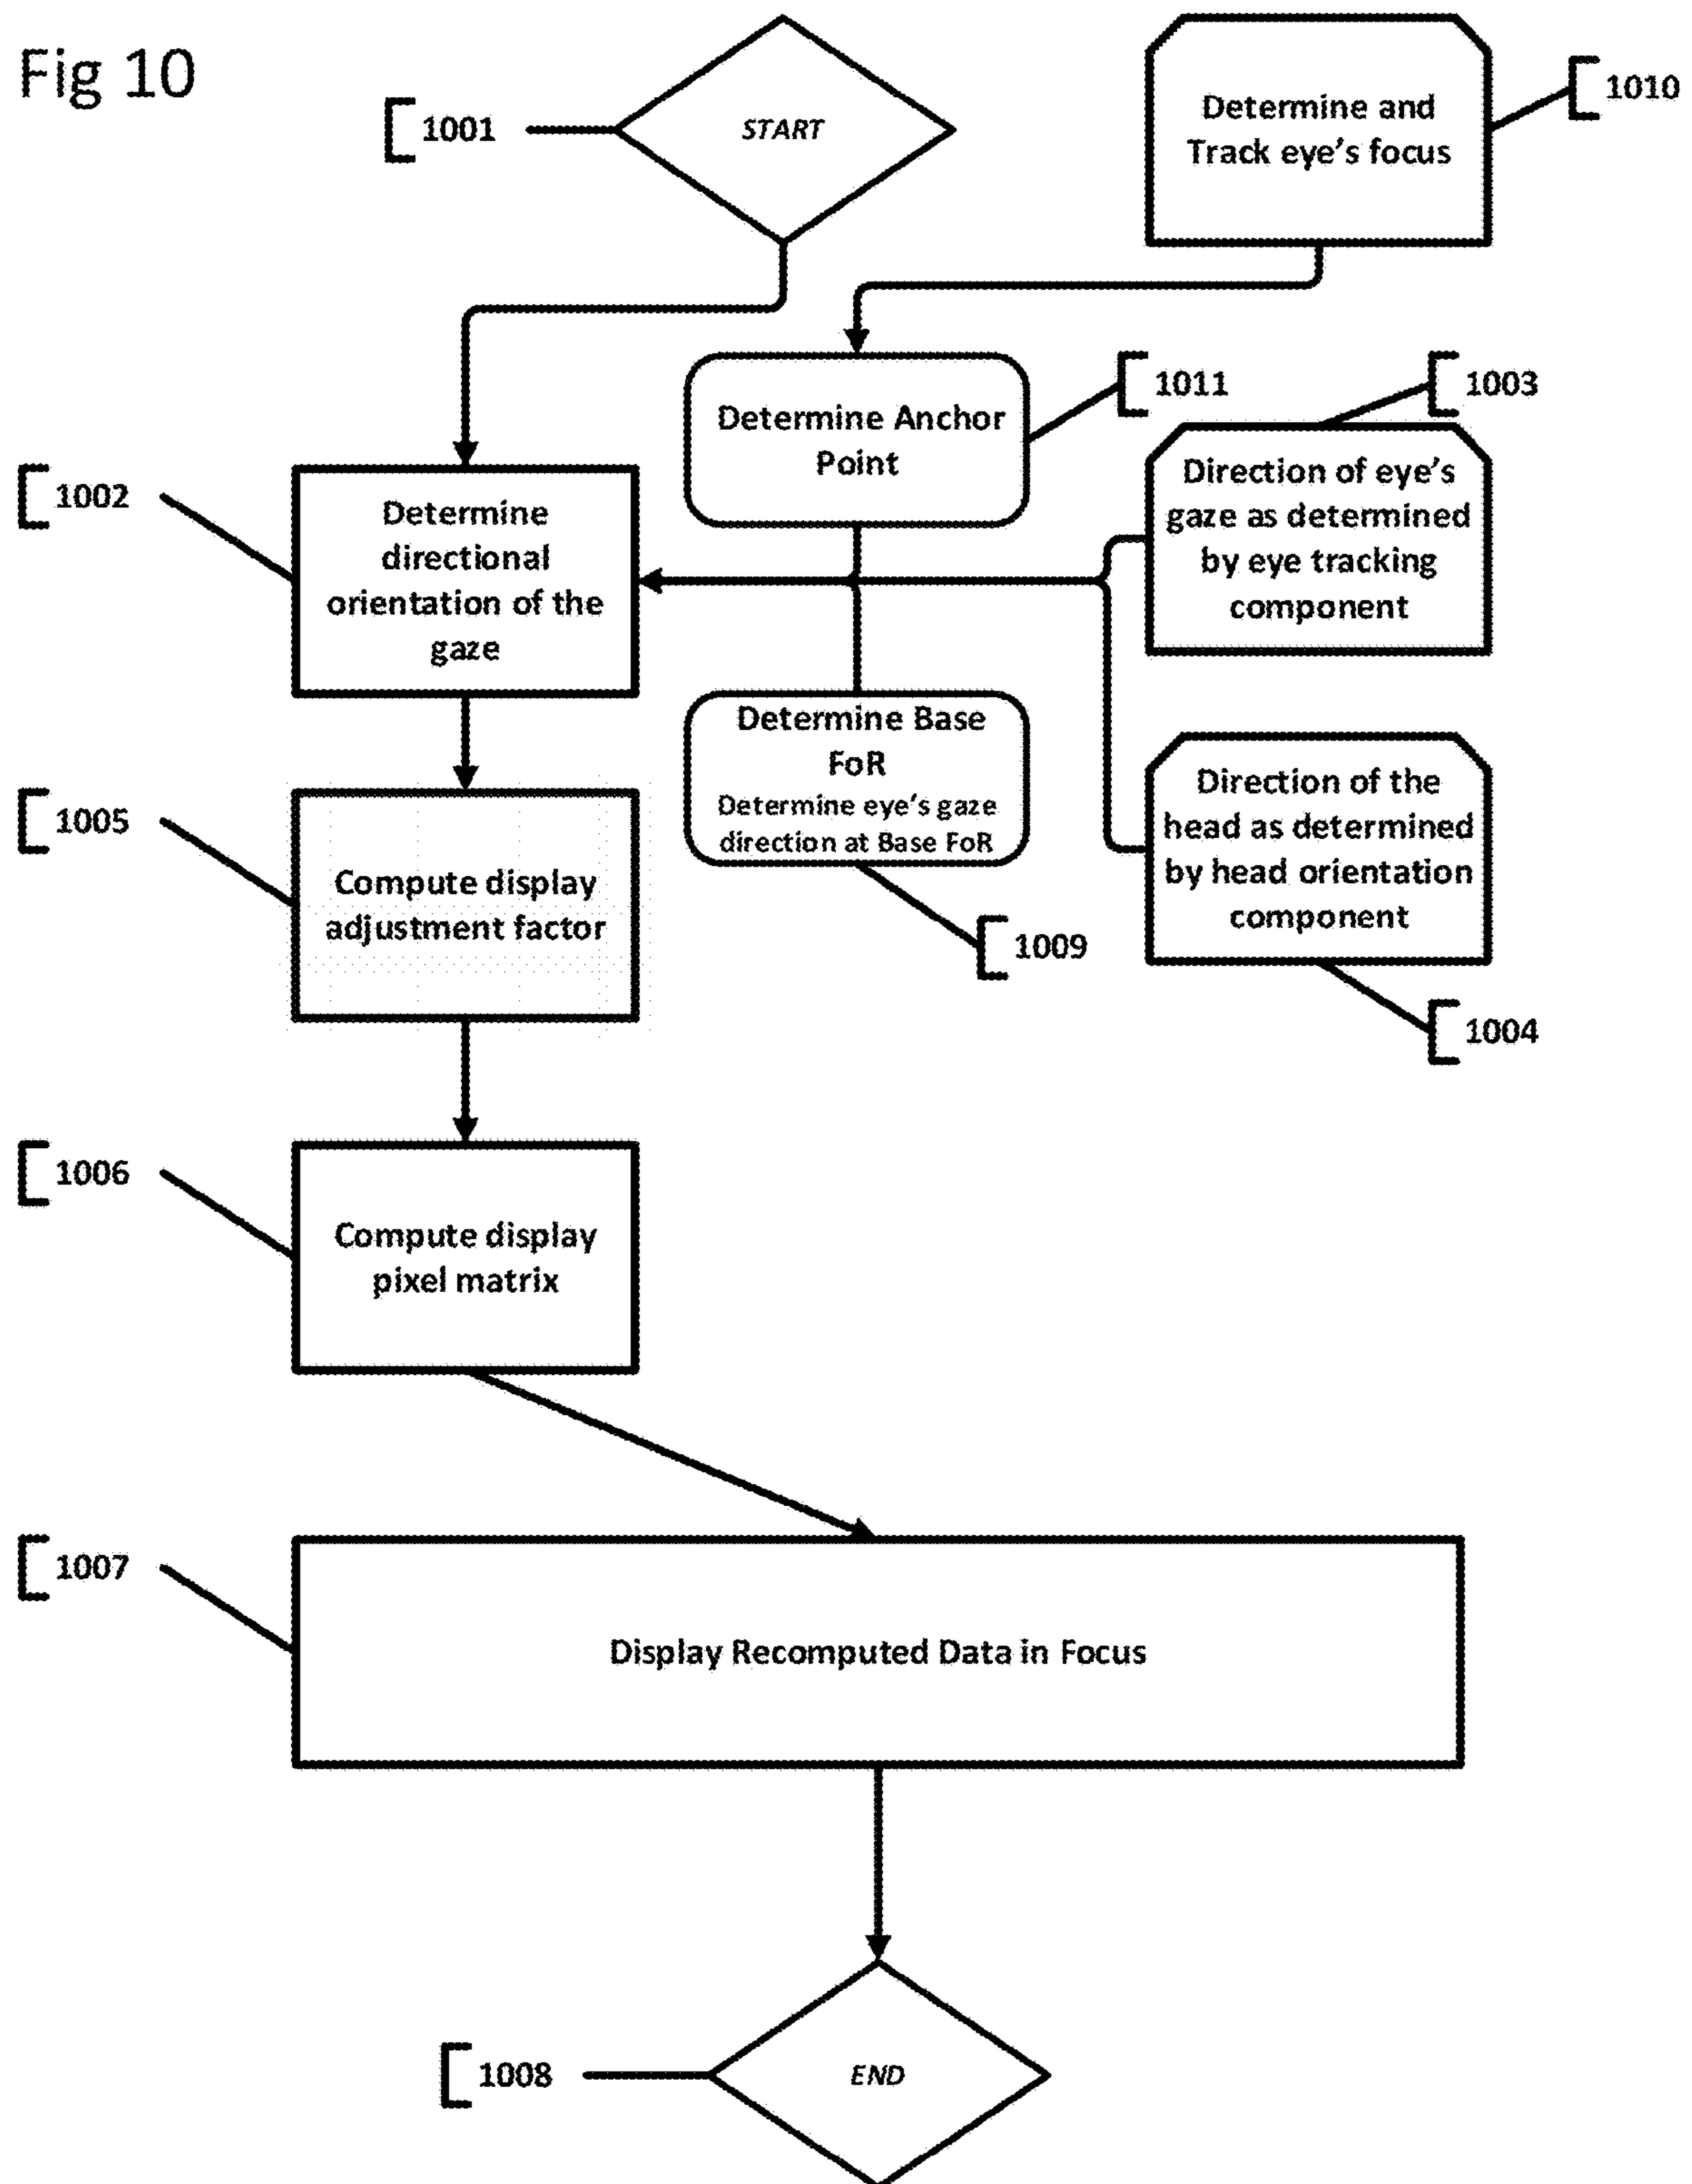 Fig 10
1001
START
Determine and
Track eye's focus
1010
Determine Anchor
Point
1011
1003
1002
Determine
directional
orientation of the
gaze
Direction of eye's
gaze as determined
by eye tracking
component
Determine Base
FoR
Determine eye's gaze
direction at Base FoR
1009
Direction of the
head as determined
by head orientation
component
1004
1005
Compute display
adjustment factor
1006
Compute display
pixel matrix
1007
Display Recomputed Data in Focus
1008
END